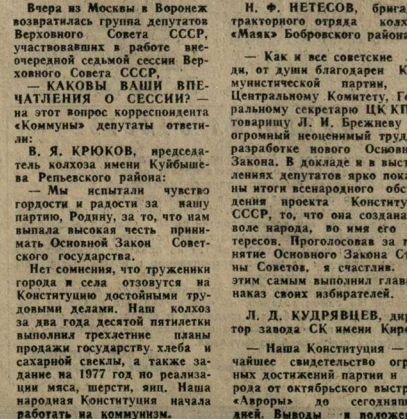 Вчера из Москвы в Воронеж
возвратилась группа депутатов
Верховного Совета СССР,
участвовавших в работе вне-
очередной седьмой сессии Вер-
ховного Совета СССР,
— КАКОВЫ ВАШИ ВПЕ-
ЧАТЛЕНИЯ О СЕССИИ? —
на этот вопрос корреспондента
«Коммуны» депутаты ответи-
ли:
В. Я. КРЮКОВ, председа-
тель колхоза имени Куйбыше-
ва Репьевского района:
— Мы испытали чувство
гордости и радости за нашу
партию, Родину, за то, что нам
выпала высокая честь прини-
мать Основной Закон Совет-
ского государства.
Нет сомнения, что труженики
города и села отзовутся на
Конституцию достойными тру-
довыми делами. Наш колхоз
за два года десятой пятилетки
выполнил трехлетние планы
продажи государству хлеба и
сахарной свеклы, а также за-
дание на 1977 год по реализа-
ции мяса, шерсти, яиц. Наша
народная Конституция начала
работать на коммунизм.
Н. Ф. НЕТЕСОВ, брига
тракторного отряда кол
«Маяк» Бобровского района
— Как и все советские
ди, от души благодарен К
мунистической партии,
Центральному Комитету, Ге
ральному секретарю ЦК КП
товарищу Л. И. Брежневу
огромный неоценимый труд
разработке нового Основн
Закона. В докладе и в выст
лениях депутатов ярко пока
ны итоги всенародного обс
дения проекта Констит
СССР, то, что она создана
воле народа, во имя его
тересов. Проголосовав за п
нятие Основного Закона Ст
ны Советов, я счастлив.
этим самым выполнил глав
наказ своих избирателей.
Л. Д. КУДРЯВЦЕВ, дир
тор завода СК имени Киро
— Наша Конституция —
чайшее свидетельство огр
ных достижений партии и
рода от октябрьского выстр
«Авроры» до сегодняш
дней. Выводы и полож